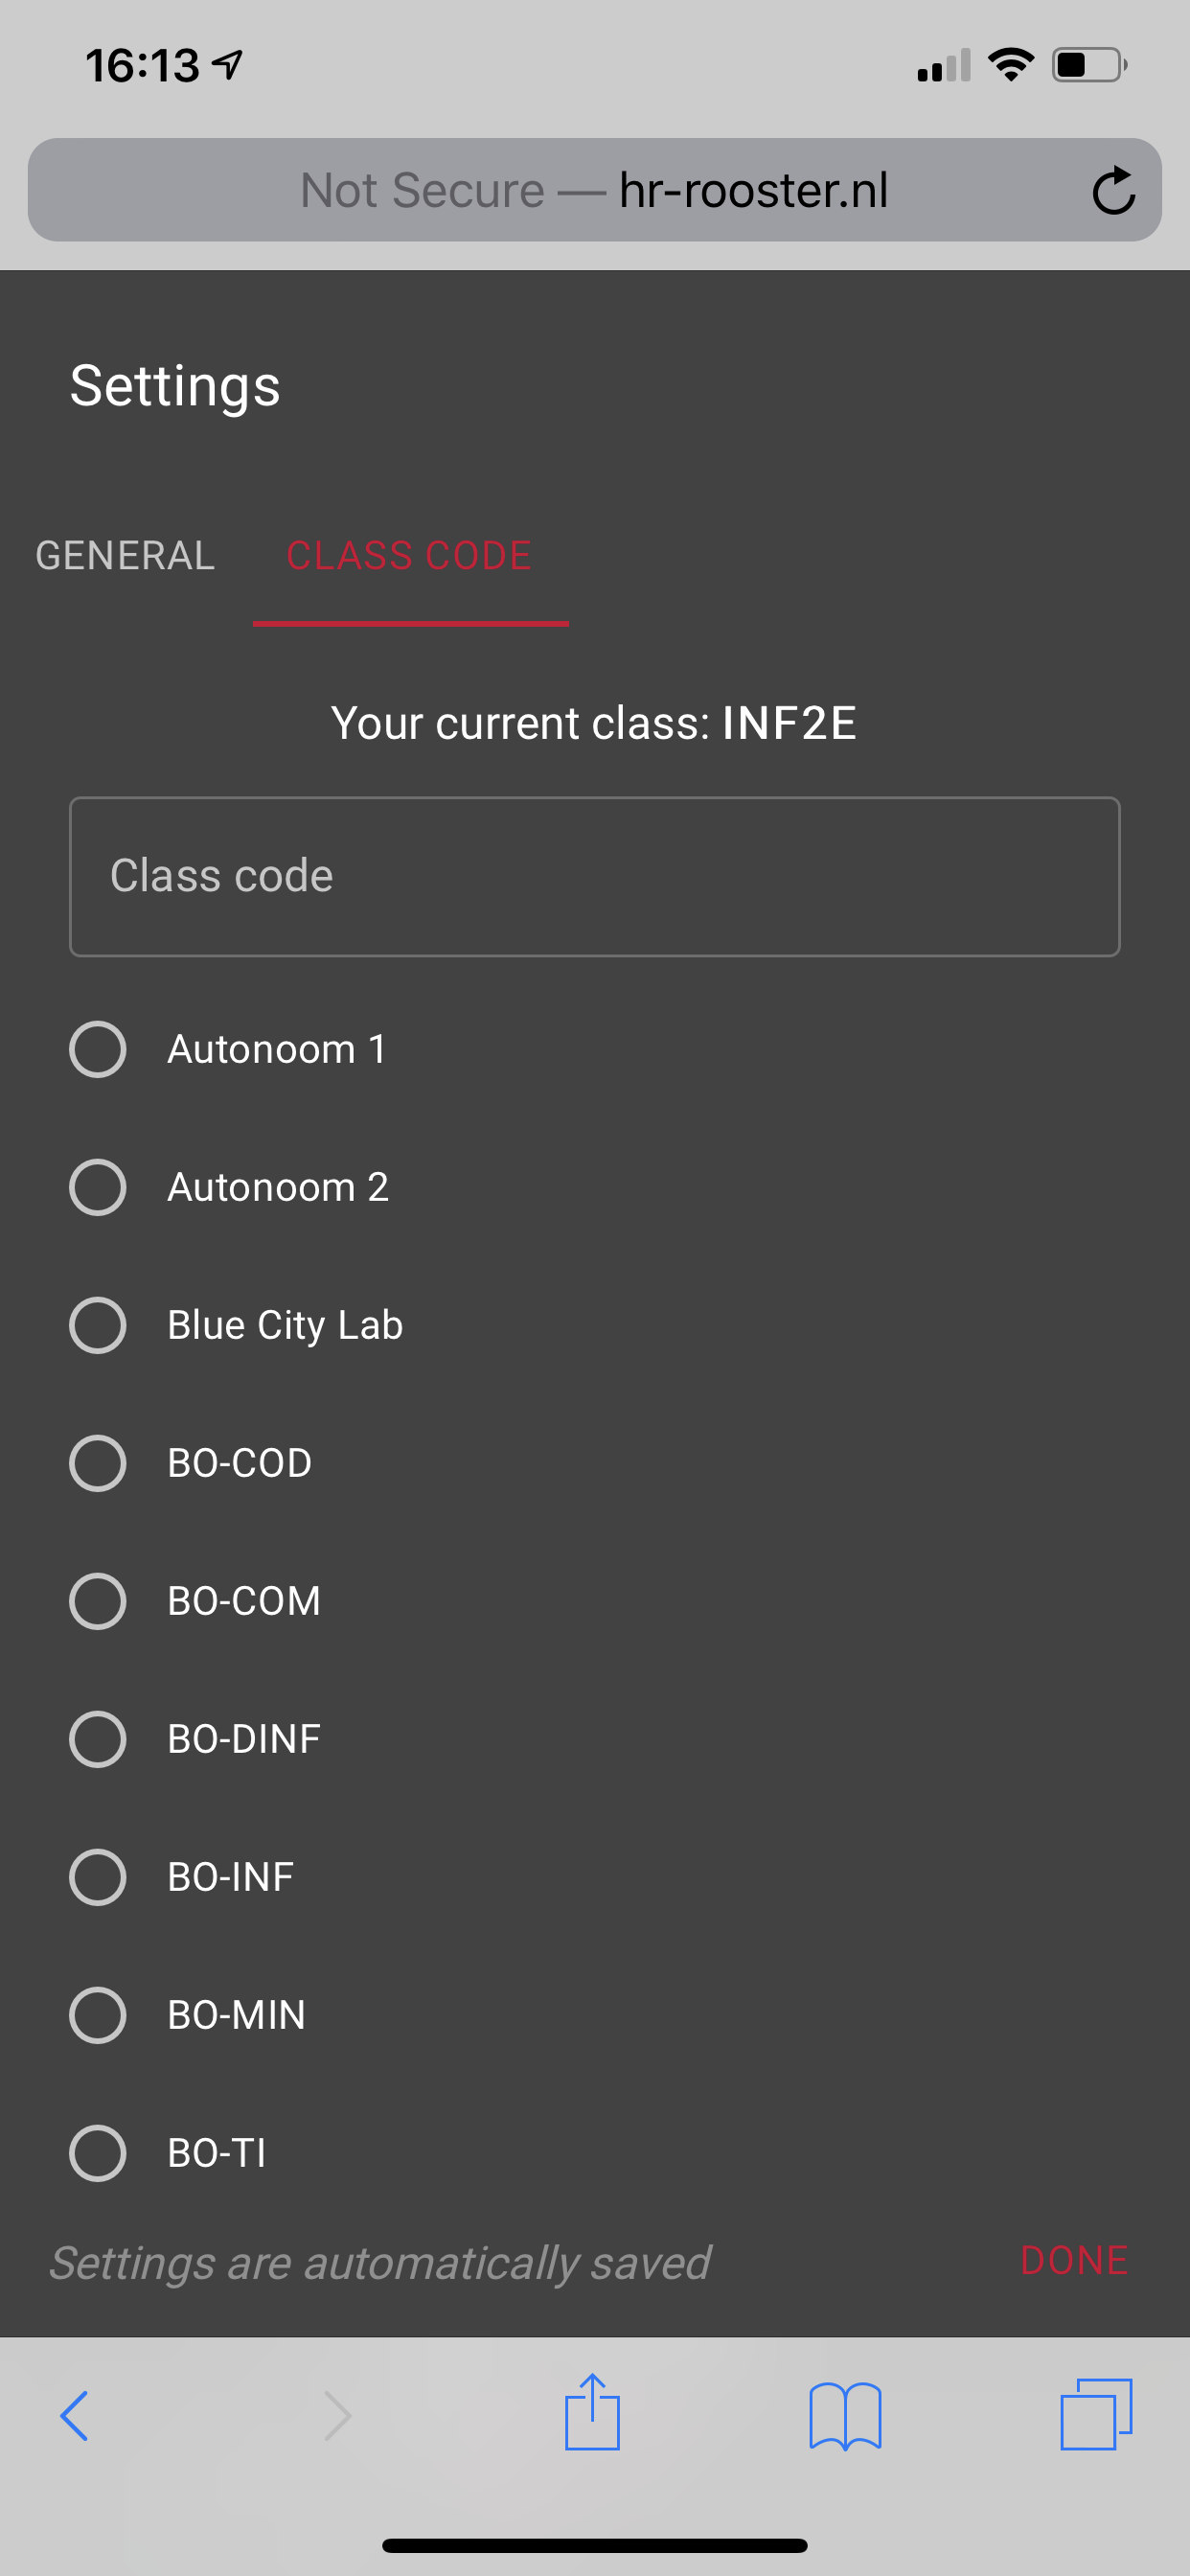 16:13
Not Secure — hr-rooster.nl
Settings
GENERAL CLASS CODE
Your current class: INF2E
Class code
Autonoom 1
Autonoom 2
Blue City Lab
BO-COD
BO-COM
BO-DINF
BO-INF
BO-MIN
BO-TI
Settings are automatically saved DONE